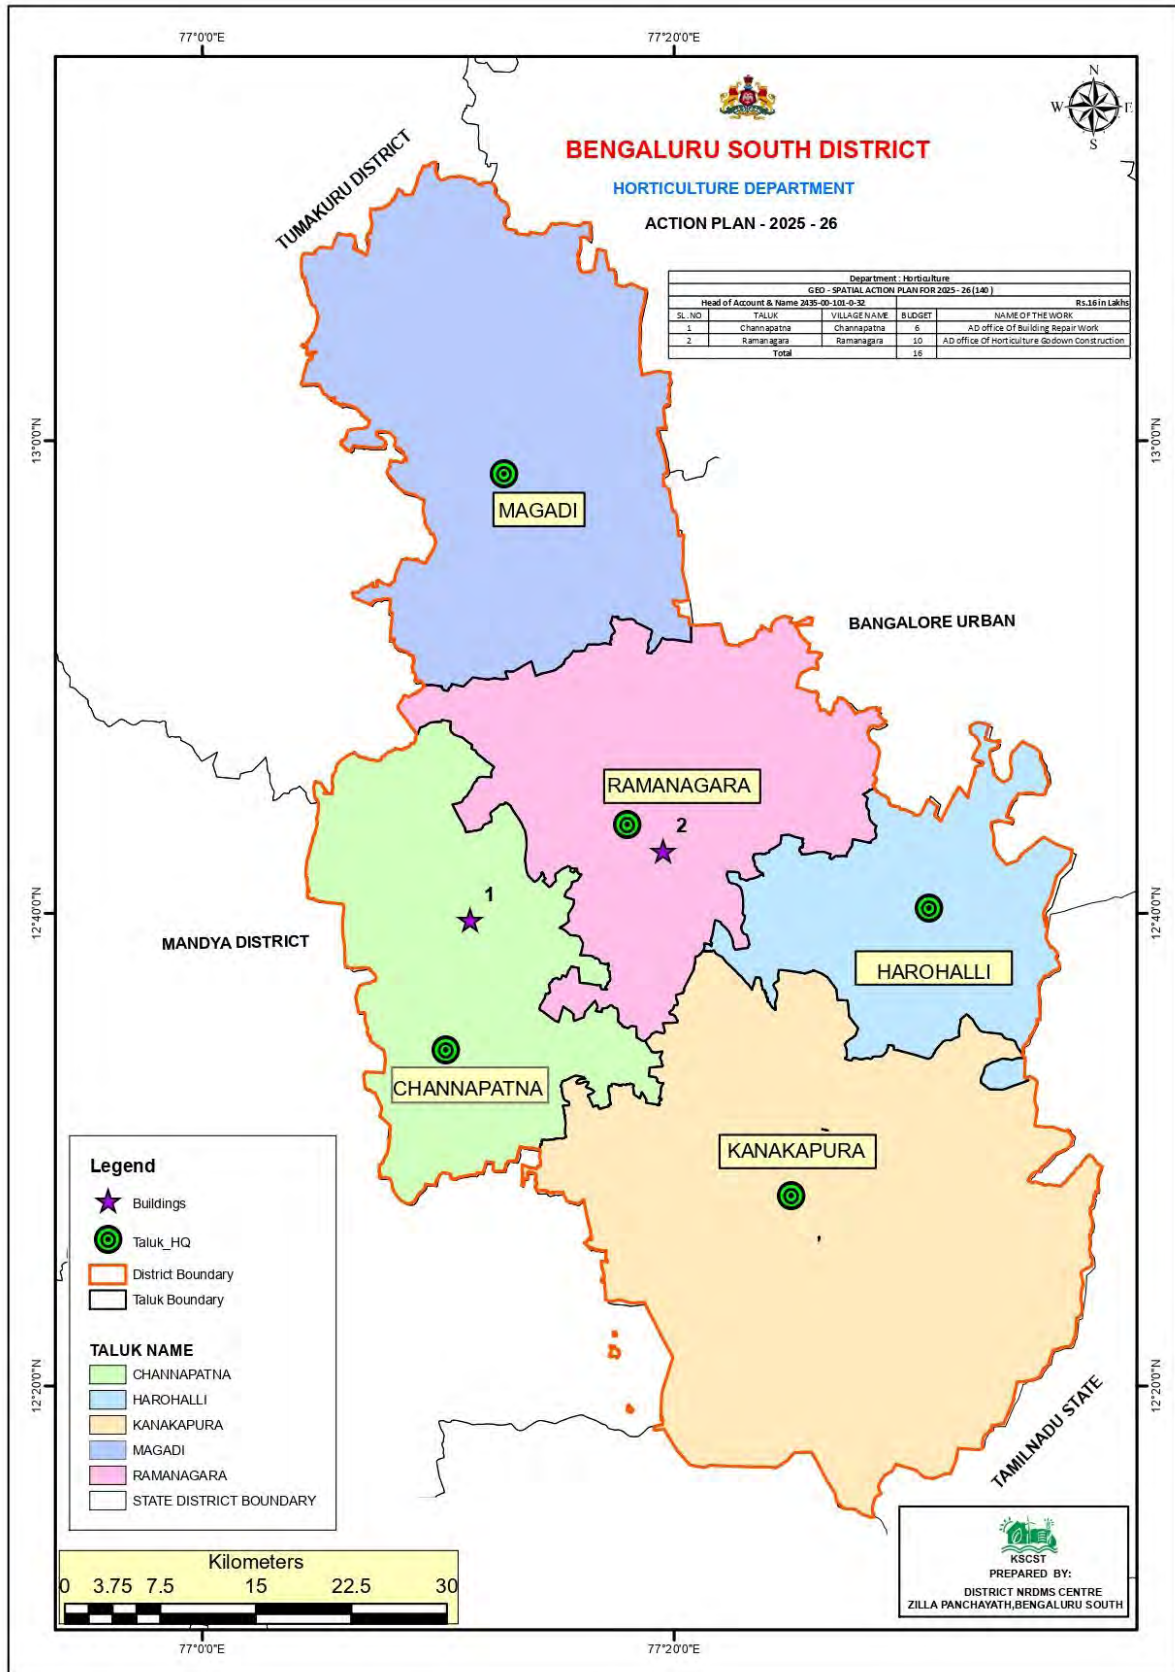 77°0'0"E 77°20'0"E
N
W E
S
BENGALURU SOUTH DISTRICT
HORTICULTURE DEPARTMENT
ACTION PLAN - 2025 - 26
TUMAKURU DISTRICT
Department : Horticulture
GEO - SPATIAL ACTION PLAN FOR 2025 - 26 (140 )
Head of Account & Name 2435-00-101-0-32 Rs.16 in Lakhs
SL. NO TALUK VILLAGE NAME BUDGET NAME OF THE WORK
1 Channapatna Channapatna 6 AD office Of Building Repair Work
2 Ramanagara Ramanagara 10 AD office Of Horticulture Godown Construction
Total 16
13°0'0"N 13°0'0"N
MAGADI
BANGALORE URBAN
RAMANAGARA
2
1
12°40'0"N 12°40'0"N
MANDYA DISTRICT
HAROHALLI
CHANNAPATNA
KANAKAPURA
Legend
Buildings
Taluk_HQ
District Boundary
Taluk Boundary
TALUK NAME
CHANNAPATNA
HAROHALLI
KANAKAPURA
MAGADI
RAMANAGARA
STATE DISTRICT BOUNDARY
12°20'0"N 12°20'0"N
TAMILNADU STATE
Kilometers
0 3.75 7.5 15 22.5 30
KSCST
PREPARED BY:
DISTRICT NRDMS CENTRE
ZILLA PANCHAYATH,BENGALURU SOUTH
77°0'0"E 77°20'0"E